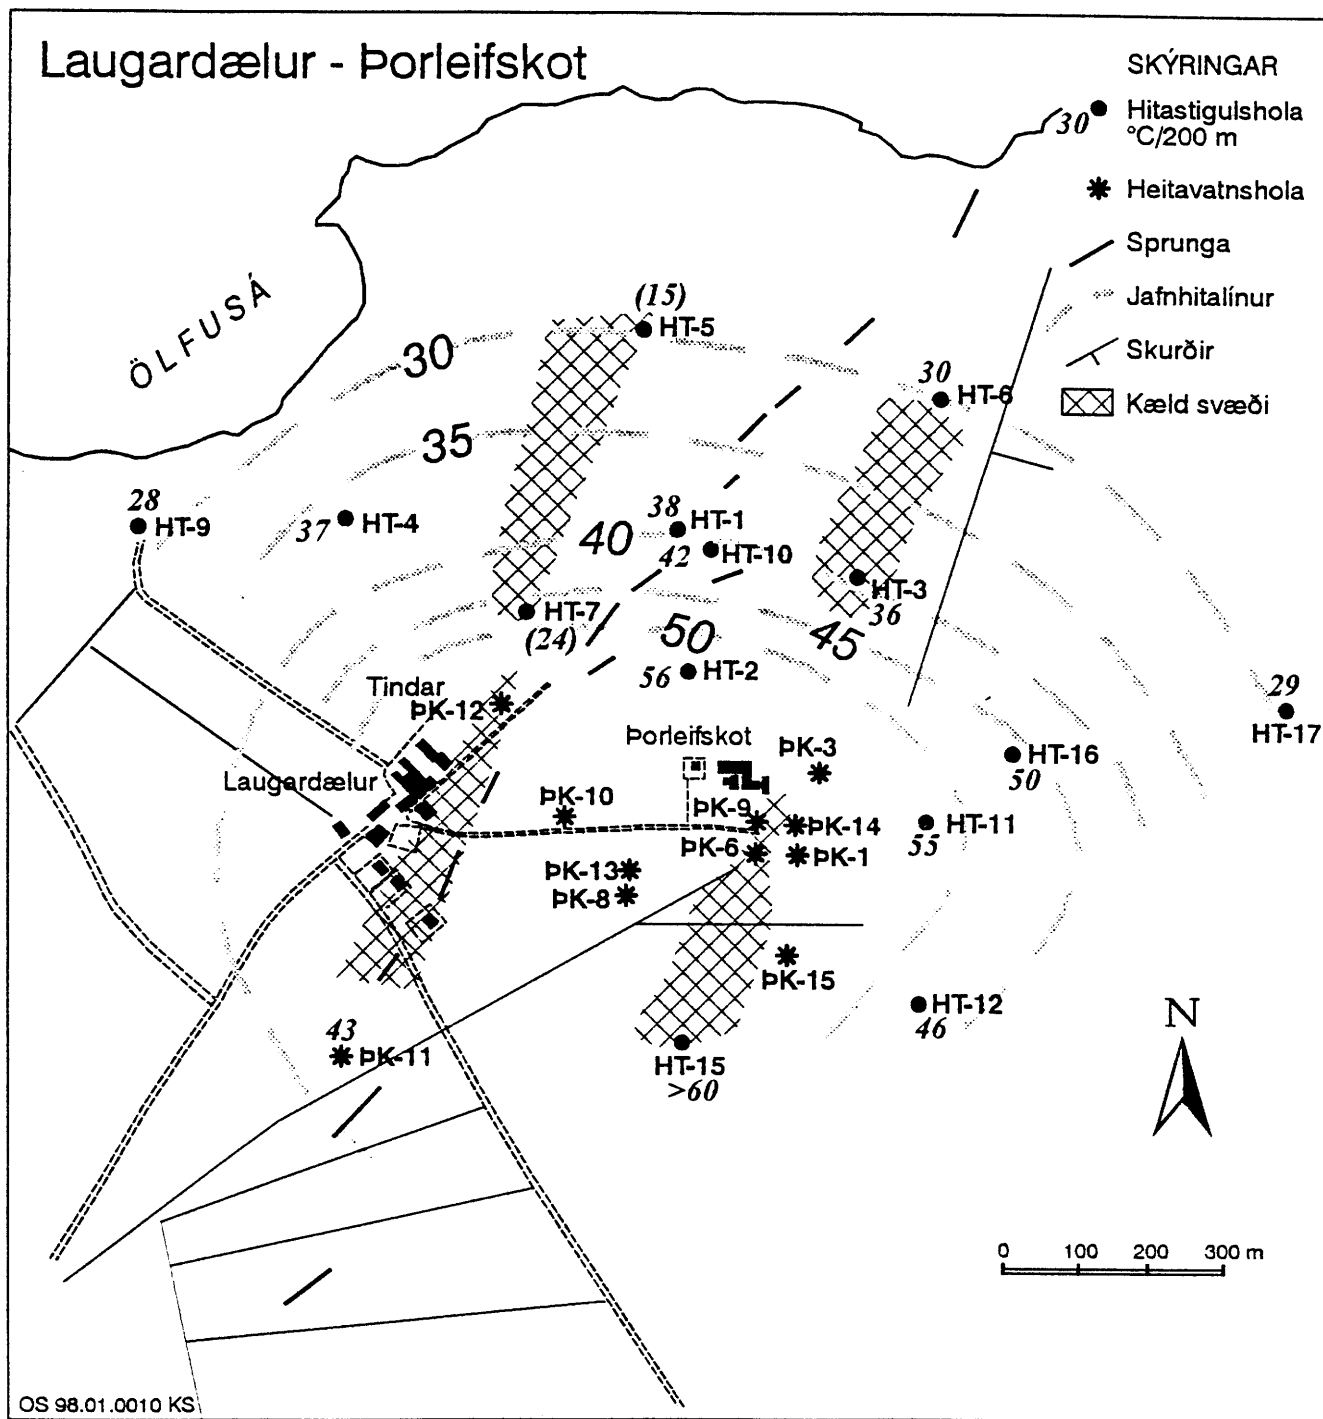 Laugardælur - Þorleifskot
SKÝRINGAR
30
Hitastigulshola
°C/200 m
Heitavatnshola
Sprunga
Jafnhitalínur
Skurðir
Kæld svæði
ÖLFUSÁ
(15)
HT-5
30
30
HT-6
35
28
HT-9
37
HT-4
38
HT-1
40
42
HT-10
HT-3
36
HT-7
(24)
50
45
56
HT-2
29
HT-17
Tindar
ÞK-12
Þorleifskot
ÞK-3
HT-16
50
Laugardælur
ÞK-10
ÞK-9
ÞK-14
HT-11
55
ÞK-6
ÞK-1
ÞK-13
ÞK-8
ÞK-15
HT-12
46
N
43
ÞK-11
HT-15
>60
0 100 200 300 m
OS 98.01.0010 KS